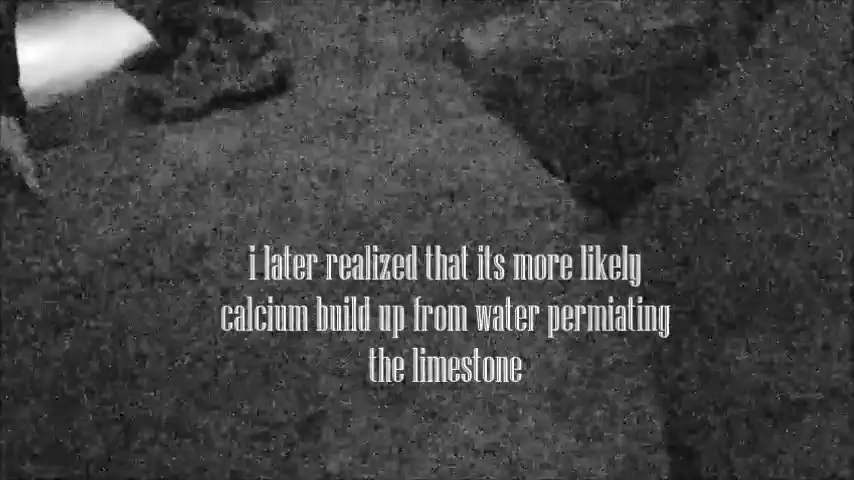 i later realized that its more likely
calcium build up from water permiating
the limestone